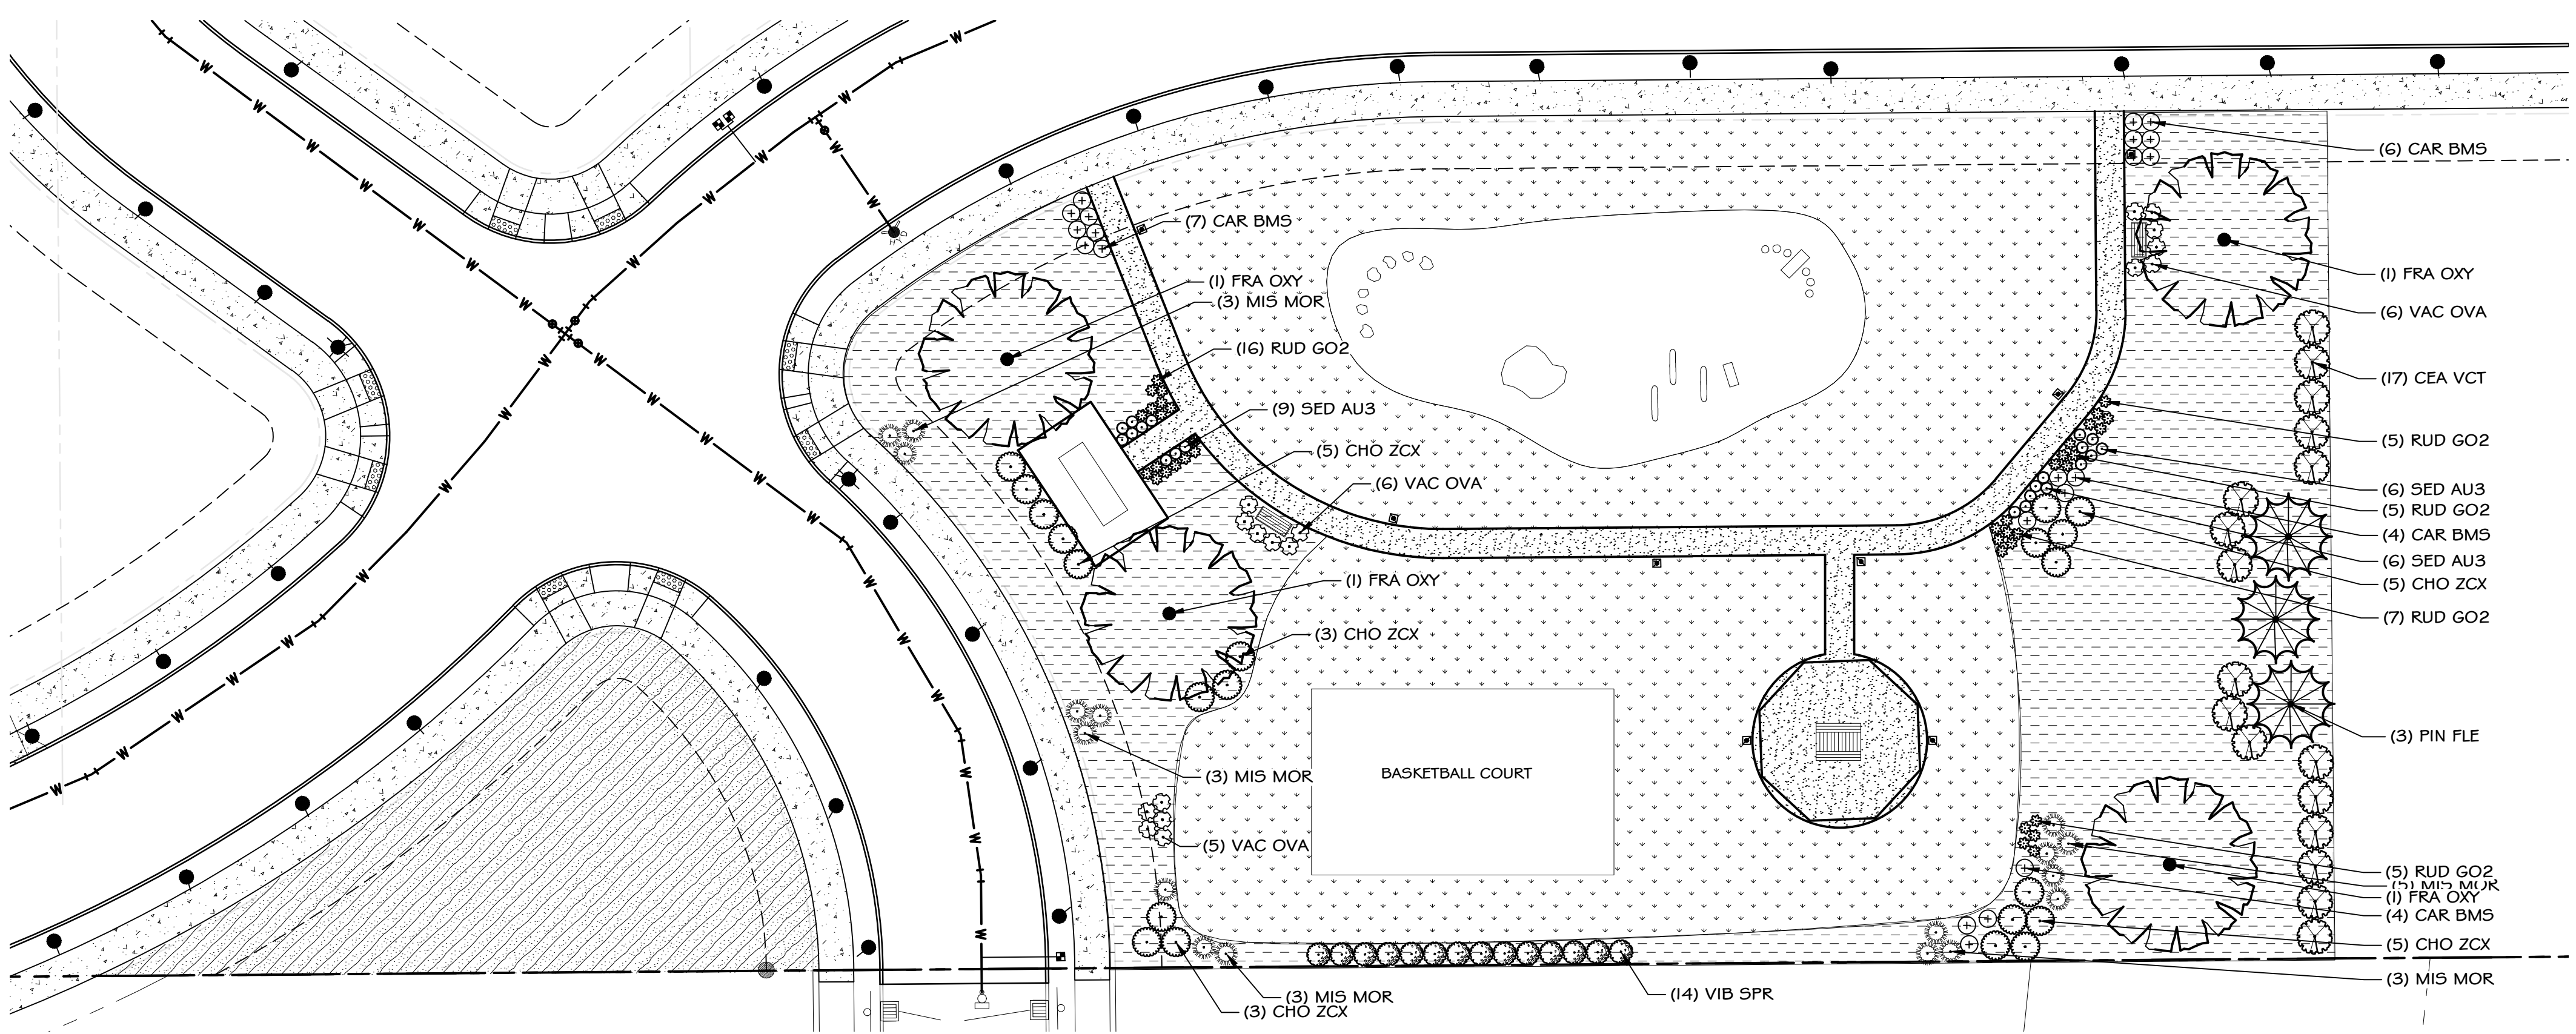 (6) CAR BMS
(7) CAR BMS
(1) FRA OXY
(1) FRA OXY
(3) MIS MOR
(6) VAC OVA
(16) RUD GO2
(17) CEA VCT
(9) SED AU3
(5) RUD GO2
(5) CHO ZCX
(6) VAC OVA
(6) SED AU3
(5) RUD GO2
(4) CAR BMS
(6) SED AU3
(1) FRA OXY
(5) CHO ZCX
(7) RUD GO2
(3) CHO ZCX
(3) PIN FLE
(3) MIS MOR
BASKETBALL COURT
(5) VAC OVA
(5) RUD GO2
(5) MIS MOR
(1) FRA OXY
(4) CAR BMS
(5) CHO ZCX
(3) MIS MOR
(3) MIS MOR
(14) VIB SPR
(3) CHO ZCX